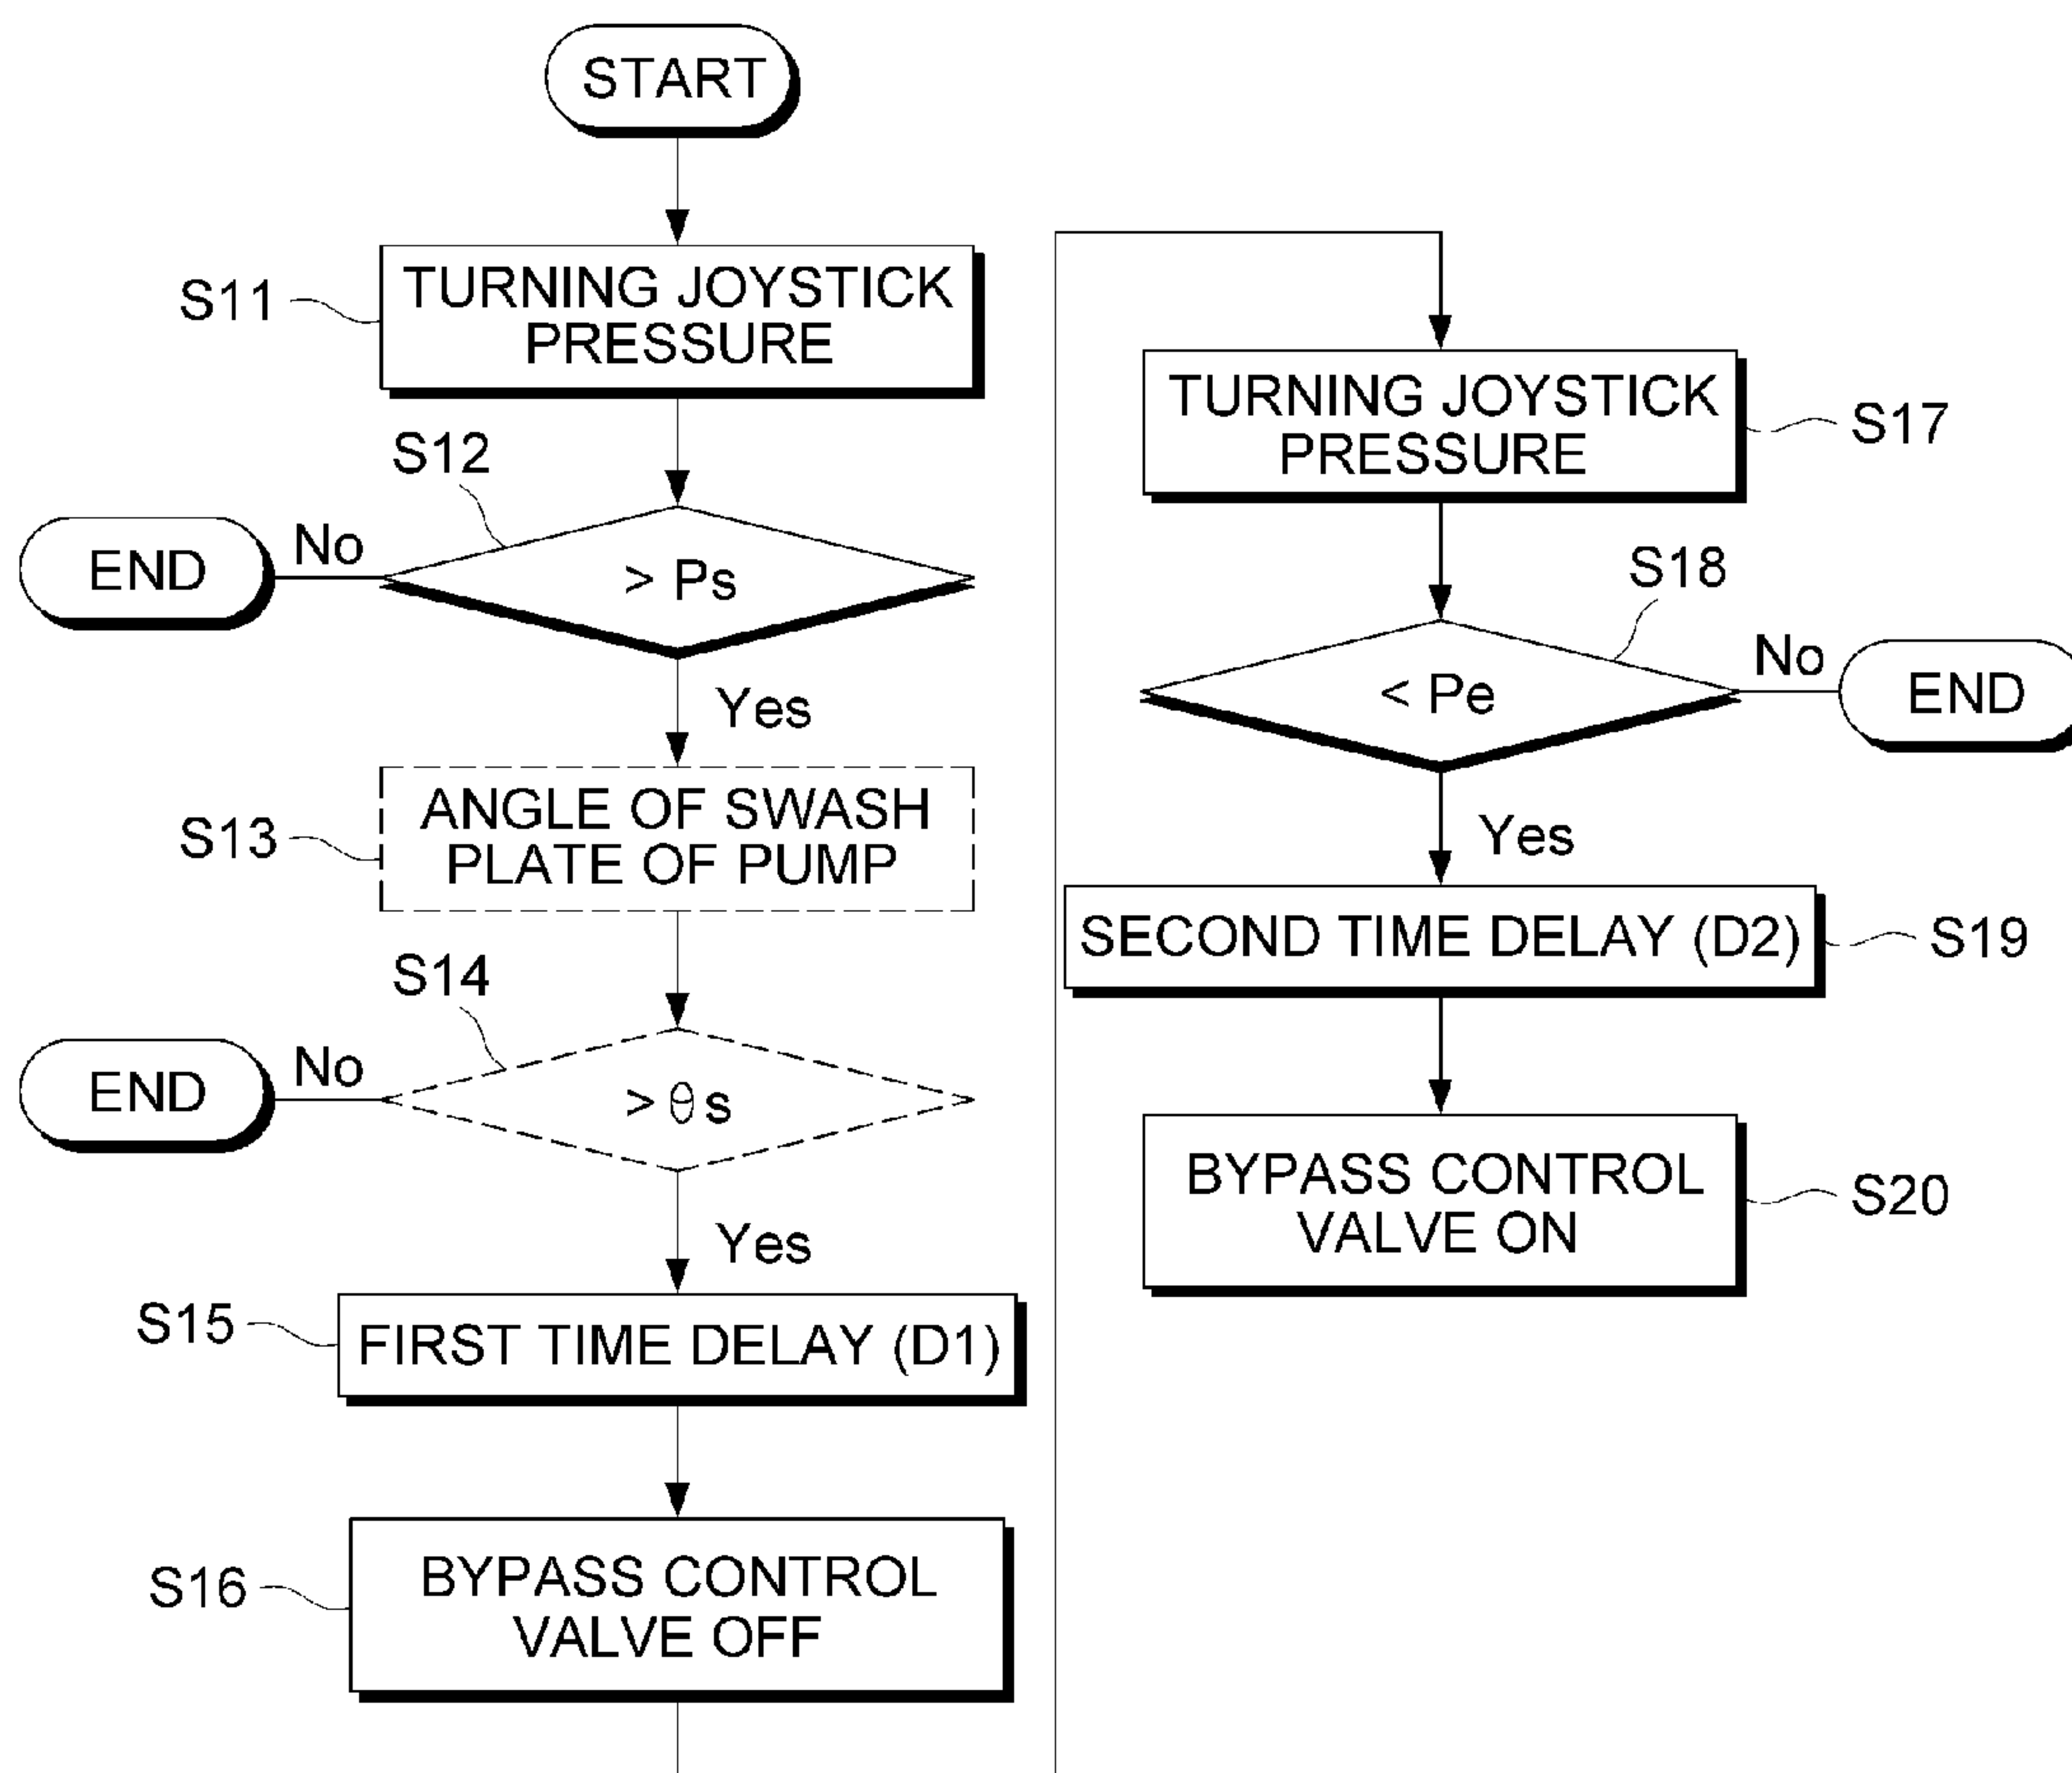 START
S11
TURNING JOYSTICK
PRESSURE
S12
END
No
> Ps
Yes
S13
ANGLE OF SWASH
PLATE OF PUMP
S14
END
No
> θs
Yes
S15
FIRST TIME DELAY (D1)
S16
BYPASS CONTROL
VALVE OFF
TURNING JOYSTICK
PRESSURE
S17
S18
< Pe
No
END
Yes
SECOND TIME DELAY (D2)
S19
BYPASS CONTROL
VALVE ON
S20